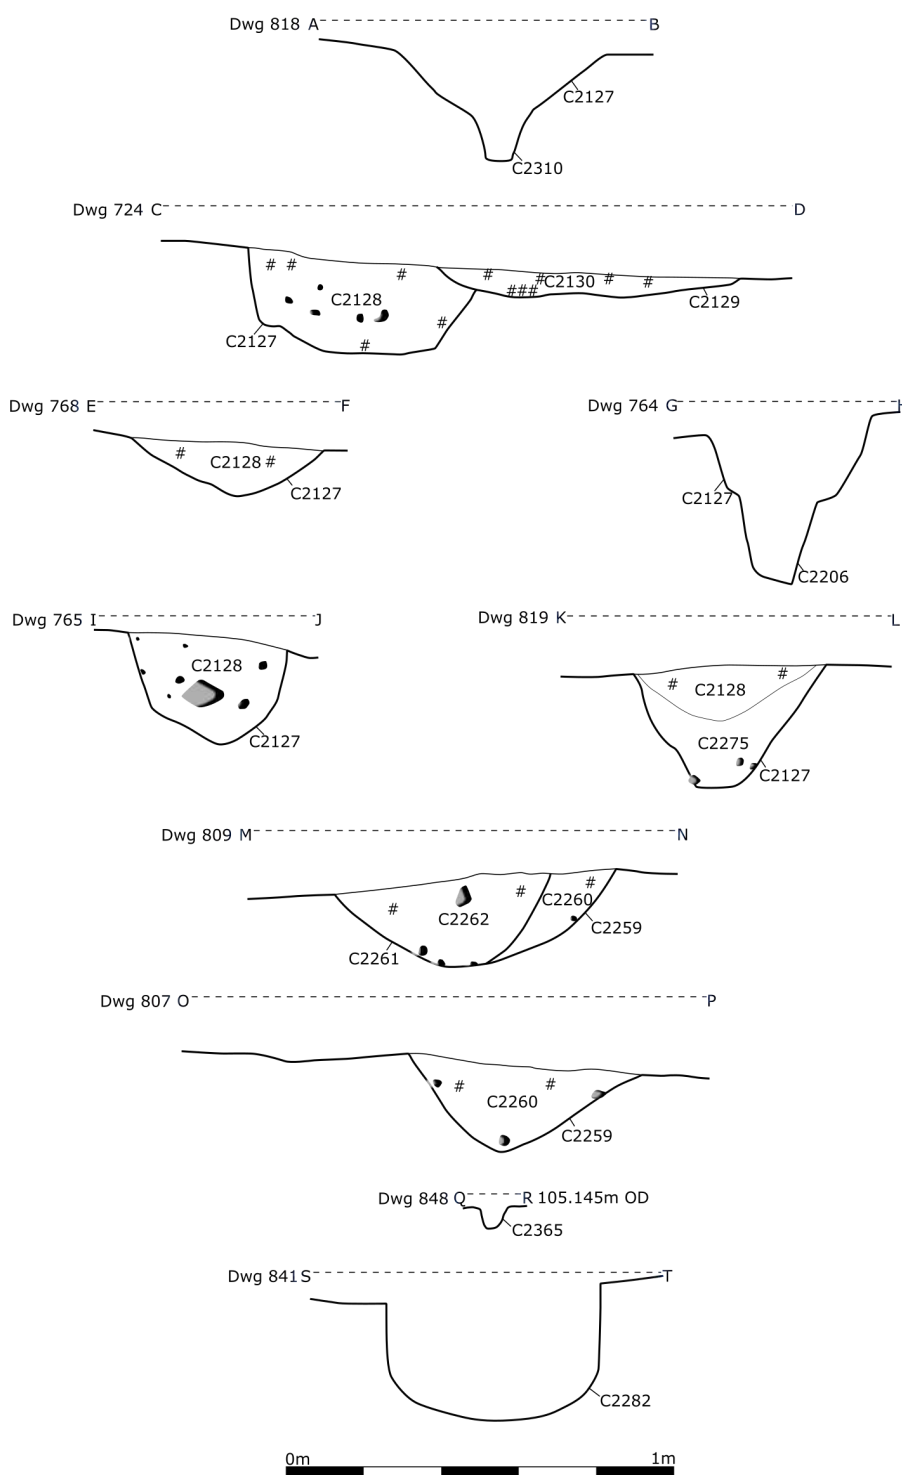 Dwg 818 A B
C2127
C2310
Dwg 724 C D
# # # # # # #
C2130
###
C2128
C2129
#
C2127
#
Dwg 768 E F
#
C2128 #
C2127
Dwg 764 G
C2127
C2206
Dwg 765 I J
C2128
C2127
Dwg 819 K L
# #
C2128
C2275
C2127
Dwg 809 M N
# # #
C2260
C2262
C2259
C2261
Dwg 807 O P
# #
C2260
C2259
Dwg 848 Q R 105.145m OD
C2365
Dwg 841 S T
C2282
0m 1m